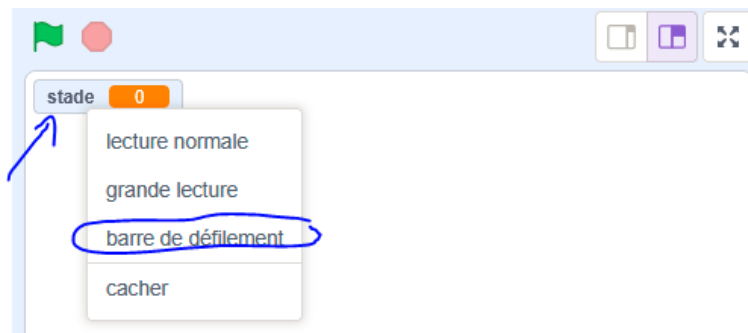 stade 0
lecture normale
grande lecture
barre de défilement
cacher